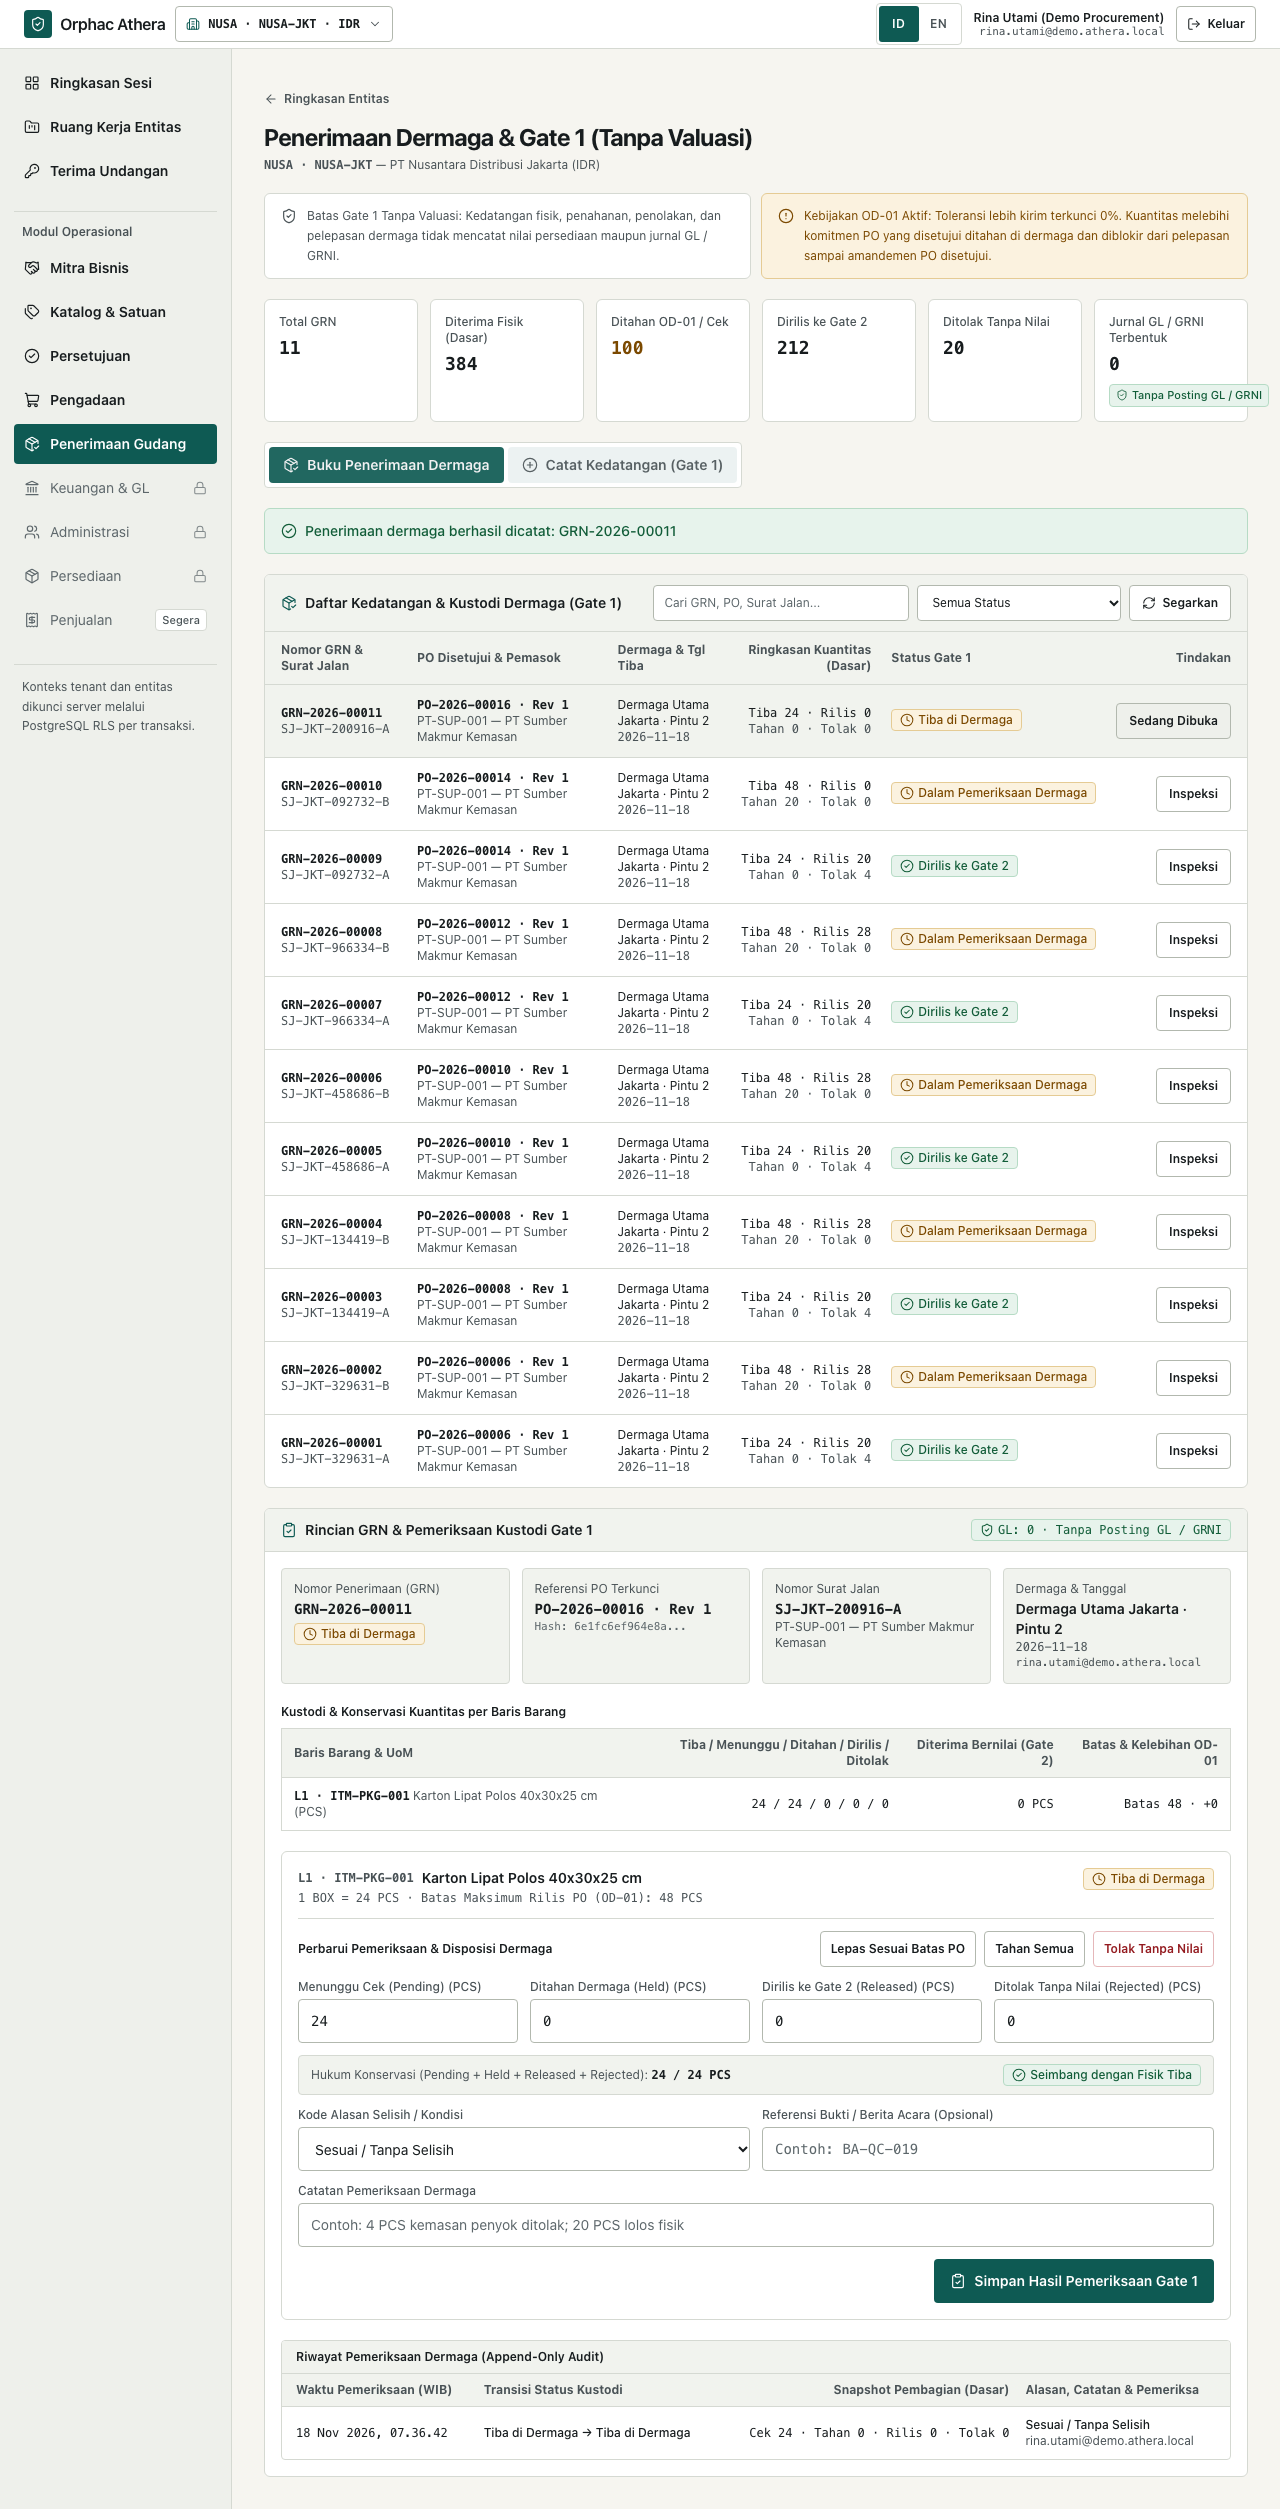 Orphac Athera
NUSA · NUSA-JKT · IDR
ID EN
Rina Utami (Demo Procurement)
rina.utami@demo.athera.local
Keluar
Ringkasan Sesi
Ruang Kerja Entitas
Terima Undangan
Modul Operasional
Mitra Bisnis
Katalog & Satuan
Persetujuan
Pengadaan
Penerimaan Gudang
Keuangan & GL
Administrasi
Persediaan
Penjualan Segera
Konteks tenant dan entitas
dikunci server melalui
PostgreSQL RLS per transaksi.
Ringkasan Entitas
Penerimaan Dermaga & Gate 1 (Tanpa Valuasi)
NUSA · NUSA-JKT — PT Nusantara Distribusi Jakarta (IDR)
Batas Gate 1 Tanpa Valuasi: Kedatangan fisik, penahanan, penolakan, dan
pelepasan dermaga tidak mencatat nilai persediaan maupun jurnal GL /
GRNI.
Kebijakan OD-01 Aktif: Toleransi lebih kirim terkunci 0%. Kuantitas melebihi
komitmen PO yang disetujui ditahan di dermaga dan diblokir dari pelepasan
sampai amandemen PO disetujui.
Total GRN
11
Diterima Fisik
(Dasar)
384
Ditahan OD-01 / Cek
100
Dirilis ke Gate 2
212
Ditolak Tanpa Nilai
20
Jurnal GL / GRNI
Terbentuk
0
Tanpa Posting GL / GRNI
Buku Penerimaan Dermaga
Catat Kedatangan (Gate 1)
Penerimaan dermaga berhasil dicatat: GRN-2026-00011
Daftar Kedatangan & Kustodi Dermaga (Gate 1)
Cari GRN, PO, Surat Jalan...
Semua Status
Segarkan
Nomor GRN &
Surat Jalan
PO Disetujui & Pemasok
Dermaga & Tgl
Tiba
Ringkasan Kuantitas
(Dasar)
Status Gate 1
Tindakan
GRN-2026-00011
SJ-JKT-200916-A
PO-2026-00016 · Rev 1
PT-SUP-001 — PT Sumber
Makmur Kemasan
Dermaga Utama
Jakarta · Pintu 2
2026-11-18
Tiba 24 · Rilis 0
Tahan 0 · Tolak 0
Tiba di Dermaga
Sedang Dibuka
GRN-2026-00010
SJ-JKT-092732-B
PO-2026-00014 · Rev 1
PT-SUP-001 — PT Sumber
Makmur Kemasan
Dermaga Utama
Jakarta · Pintu 2
2026-11-18
Tiba 48 · Rilis 0
Tahan 20 · Tolak 0
Dalam Pemeriksaan Dermaga
Inspeksi
GRN-2026-00009
SJ-JKT-092732-A
PO-2026-00014 · Rev 1
PT-SUP-001 — PT Sumber
Makmur Kemasan
Dermaga Utama
Jakarta · Pintu 2
2026-11-18
Tiba 24 · Rilis 20
Tahan 0 · Tolak 4
Dirilis ke Gate 2
Inspeksi
GRN-2026-00008
SJ-JKT-966334-B
PO-2026-00012 · Rev 1
PT-SUP-001 — PT Sumber
Makmur Kemasan
Dermaga Utama
Jakarta · Pintu 2
2026-11-18
Tiba 48 · Rilis 28
Tahan 20 · Tolak 0
Dalam Pemeriksaan Dermaga
Inspeksi
GRN-2026-00007
SJ-JKT-966334-A
PO-2026-00012 · Rev 1
PT-SUP-001 — PT Sumber
Makmur Kemasan
Dermaga Utama
Jakarta · Pintu 2
2026-11-18
Tiba 24 · Rilis 20
Tahan 0 · Tolak 4
Dirilis ke Gate 2
Inspeksi
GRN-2026-00006
SJ-JKT-458686-B
PO-2026-00010 · Rev 1
PT-SUP-001 — PT Sumber
Makmur Kemasan
Dermaga Utama
Jakarta · Pintu 2
2026-11-18
Tiba 48 · Rilis 28
Tahan 20 · Tolak 0
Dalam Pemeriksaan Dermaga
Inspeksi
GRN-2026-00005
SJ-JKT-458686-A
PO-2026-00010 · Rev 1
PT-SUP-001 — PT Sumber
Makmur Kemasan
Dermaga Utama
Jakarta · Pintu 2
2026-11-18
Tiba 24 · Rilis 20
Tahan 0 · Tolak 4
Dirilis ke Gate 2
Inspeksi
GRN-2026-00004
SJ-JKT-134419-B
PO-2026-00008 · Rev 1
PT-SUP-001 — PT Sumber
Makmur Kemasan
Dermaga Utama
Jakarta · Pintu 2
2026-11-18
Tiba 48 · Rilis 28
Tahan 20 · Tolak 0
Dalam Pemeriksaan Dermaga
Inspeksi
GRN-2026-00003
SJ-JKT-134419-A
PO-2026-00008 · Rev 1
PT-SUP-001 — PT Sumber
Makmur Kemasan
Dermaga Utama
Jakarta · Pintu 2
2026-11-18
Tiba 24 · Rilis 20
Tahan 0 · Tolak 4
Dirilis ke Gate 2
Inspeksi
GRN-2026-00002
SJ-JKT-329631-B
PO-2026-00006 · Rev 1
PT-SUP-001 — PT Sumber
Makmur Kemasan
Dermaga Utama
Jakarta · Pintu 2
2026-11-18
Tiba 48 · Rilis 28
Tahan 20 · Tolak 0
Dalam Pemeriksaan Dermaga
Inspeksi
GRN-2026-00001
SJ-JKT-329631-A
PO-2026-00006 · Rev 1
PT-SUP-001 — PT Sumber
Makmur Kemasan
Dermaga Utama
Jakarta · Pintu 2
2026-11-18
Tiba 24 · Rilis 20
Tahan 0 · Tolak 4
Dirilis ke Gate 2
Inspeksi
Rincian GRN & Pemeriksaan Kustodi Gate 1
GL: 0 · Tanpa Posting GL / GRNI
Nomor Penerimaan (GRN)
GRN-2026-00011
Tiba di Dermaga
Referensi PO Terkunci
PO-2026-00016 · Rev 1
Hash: 6e1fc6ef964e8a...
Nomor Surat Jalan
SJ-JKT-200916-A
PT-SUP-001 — PT Sumber Makmur
Kemasan
Dermaga & Tanggal
Dermaga Utama Jakarta ·
Pintu 2
2026-11-18
rina.utami@demo.athera.local
Kustodi & Konservasi Kuantitas per Baris Barang
Baris Barang & UoM
Tiba / Menunggu / Ditahan / Dirilis /
Ditolak
Diterima Bernilai (Gate
2)
Batas & Kelebihan OD-
01
L1 · ITM-PKG-001 Karton Lipat Polos 40x30x25 cm
(PCS)
24 / 24 / 0 / 0 / 0
0 PCS
Batas 48 · +0
L1 · ITM-PKG-001 Karton Lipat Polos 40x30x25 cm
Tiba di Dermaga
1 BOX = 24 PCS · Batas Maksimum Rilis PO (OD-01): 48 PCS
Perbarui Pemeriksaan & Disposisi Dermaga
Lepas Sesuai Batas PO
Tahan Semua
Tolak Tanpa Nilai
Menunggu Cek (Pending) (PCS)
24
Ditahan Dermaga (Held) (PCS)
0
Dirilis ke Gate 2 (Released) (PCS)
0
Ditolak Tanpa Nilai (Rejected) (PCS)
0
Hukum Konservasi (Pending + Held + Released + Rejected): 24 / 24 PCS
Seimbang dengan Fisik Tiba
Kode Alasan Selisih / Kondisi
Sesuai / Tanpa Selisih
Referensi Bukti / Berita Acara (Opsional)
Contoh: BA-QC-019
Catatan Pemeriksaan Dermaga
Contoh: 4 PCS kemasan penyok ditolak; 20 PCS lolos fisik
Simpan Hasil Pemeriksaan Gate 1
Riwayat Pemeriksaan Dermaga (Append-Only Audit)
Waktu Pemeriksaan (WIB)
Transisi Status Kustodi
Snapshot Pembagian (Dasar)
Alasan, Catatan & Pemeriksa
18 Nov 2026, 07.36.42
Tiba di Dermaga → Tiba di Dermaga
Cek 24 · Tahan 0 · Rilis 0 · Tolak 0
Sesuai / Tanpa Selisih
rina.utami@demo.athera.local